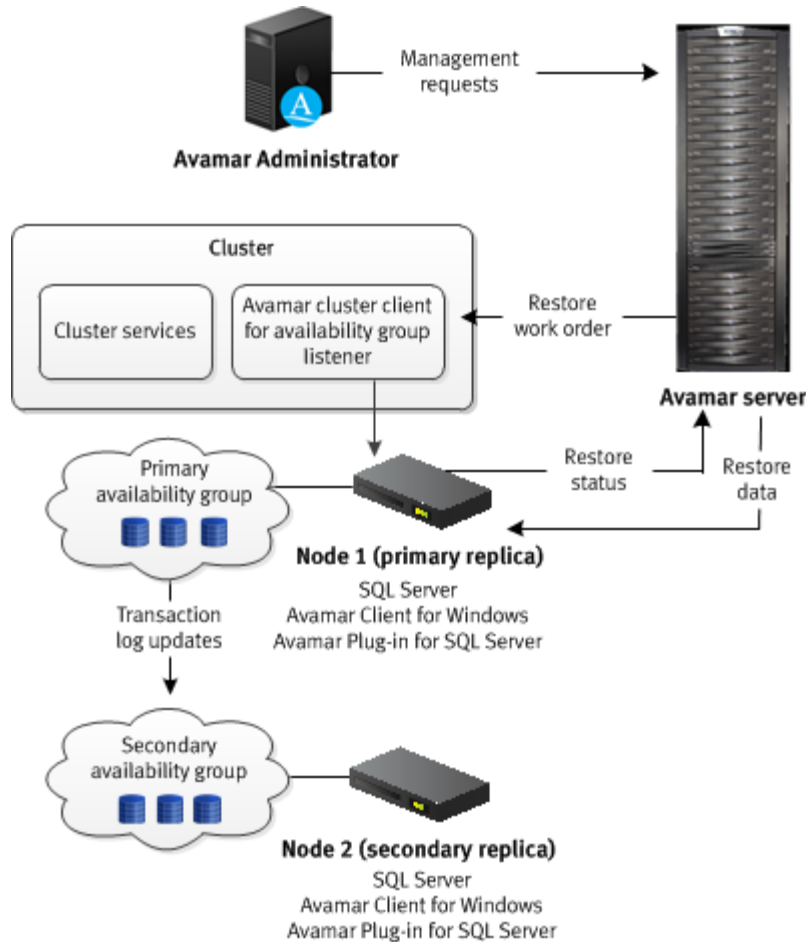 Management
requests
Avamar Administrator
Cluster
Cluster services
Avamar cluster client
for availability group
listener
Restore
work order
Avamar server
Primary
availability group
Restore
status
Restore
data
Node 1 (primary replica)
SQL Server
Avamar Client for Windows
Avamar Plug-in for SQL Server
Transaction
log updates
Secondary
availability group
Node 2 (secondary replica)
SQL Server
Avamar Client for Windows
Avamar Plug-in for SQL Server